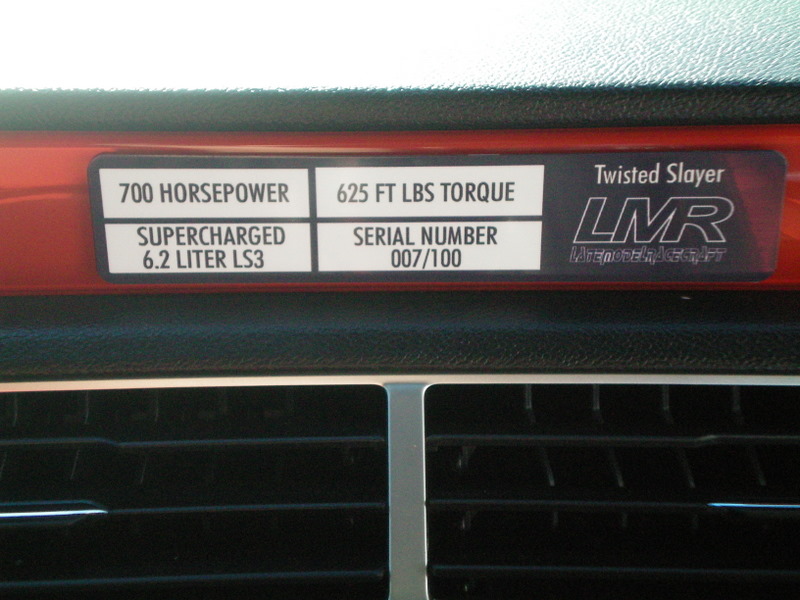 700 HORSEPOWER
625 FT LBS TORQUE
SUPERCHARGED
6.2 LITER LS3
SERIAL NUMBER
007/100
Twisted Slayer
LMR
LATEMODELRACECRAFT